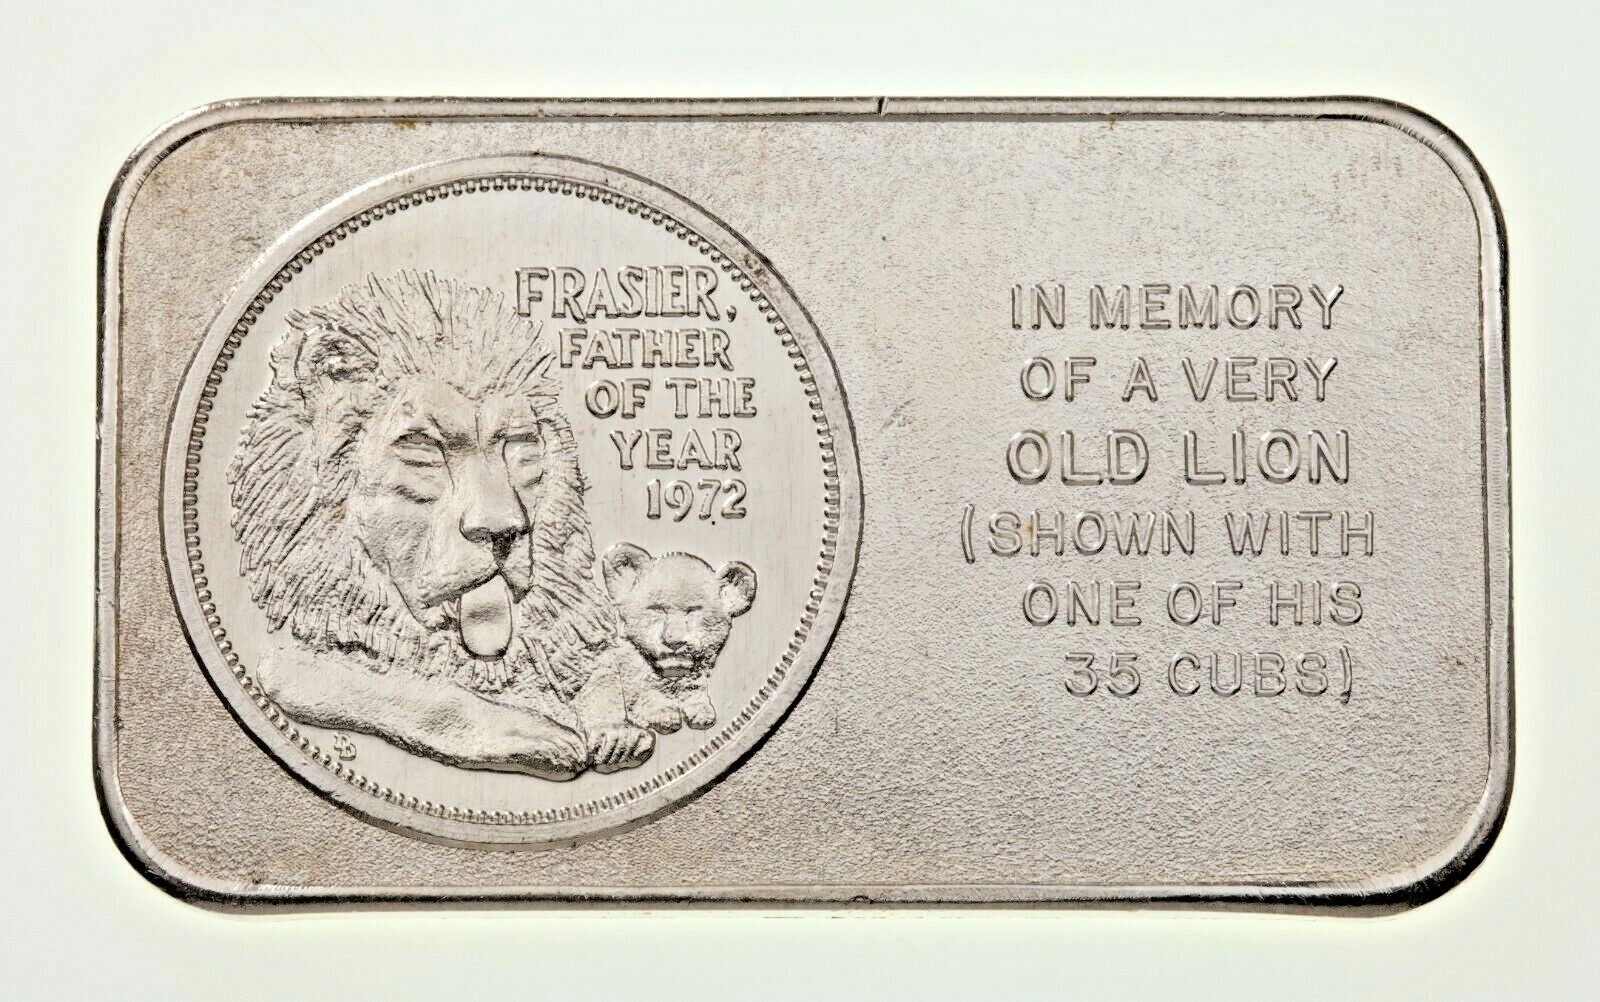 FRASIER,
FATHER
OF THE
YEAR
1972
DD
IN MEMORY
OF A VERY
OLD LION
(SHOWN WITH
ONE OF HIS
35 CUBS)